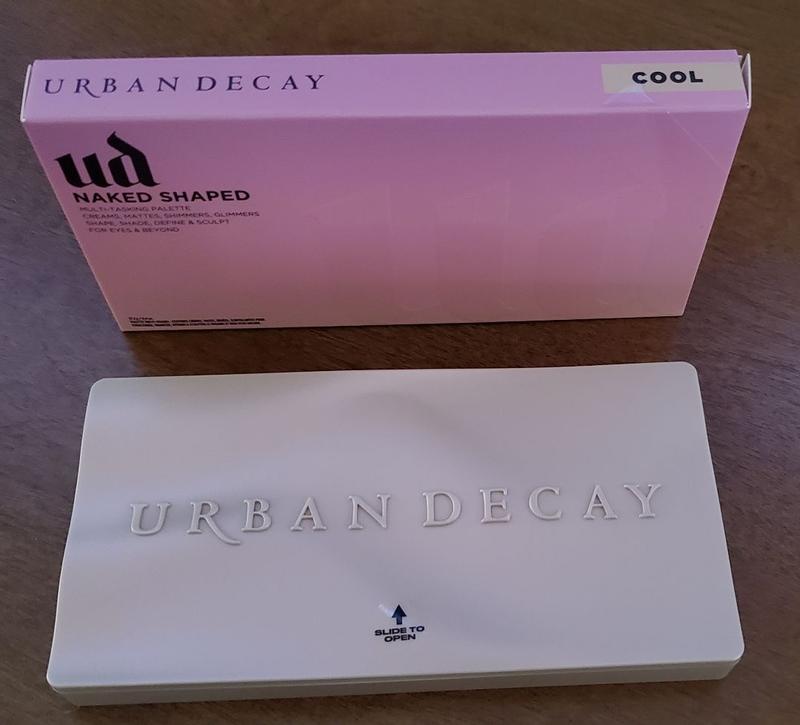 URBAN DECAY
COOL
ud
NAKED SHAPED
MULTI-TASKING PALETTE
CREAMS, MATTES, SHIMMERS, GLIMMERS
SHAPE, SHADE, DEFINE & SCULPT
FOR EYES & BEYOND
URBAN DECAY
SLIDE TO
OPEN